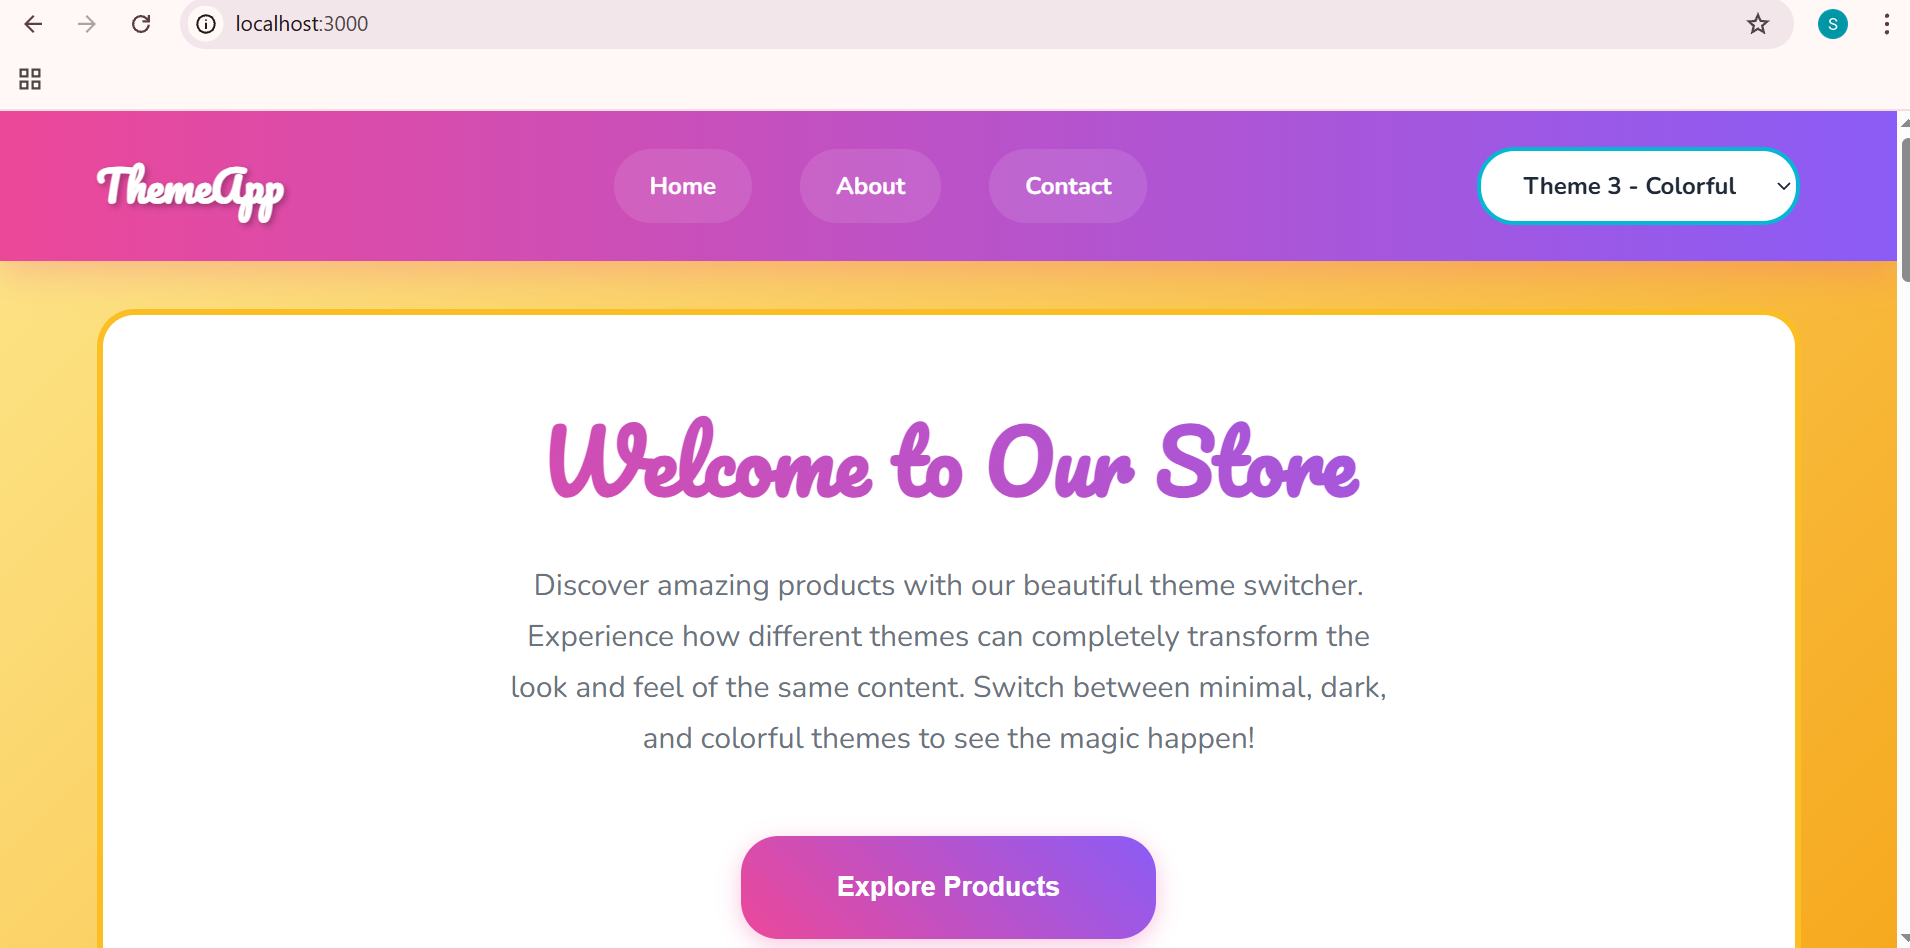 localhost:3000
S
ThemeApp
Home
About
Contact
Theme 3 - Colorful
Welcome to Our Store
Discover amazing products with our beautiful theme switcher.
Experience how different themes can completely transform the
look and feel of the same content. Switch between minimal, dark,
and colorful themes to see the magic happen!
Explore Products